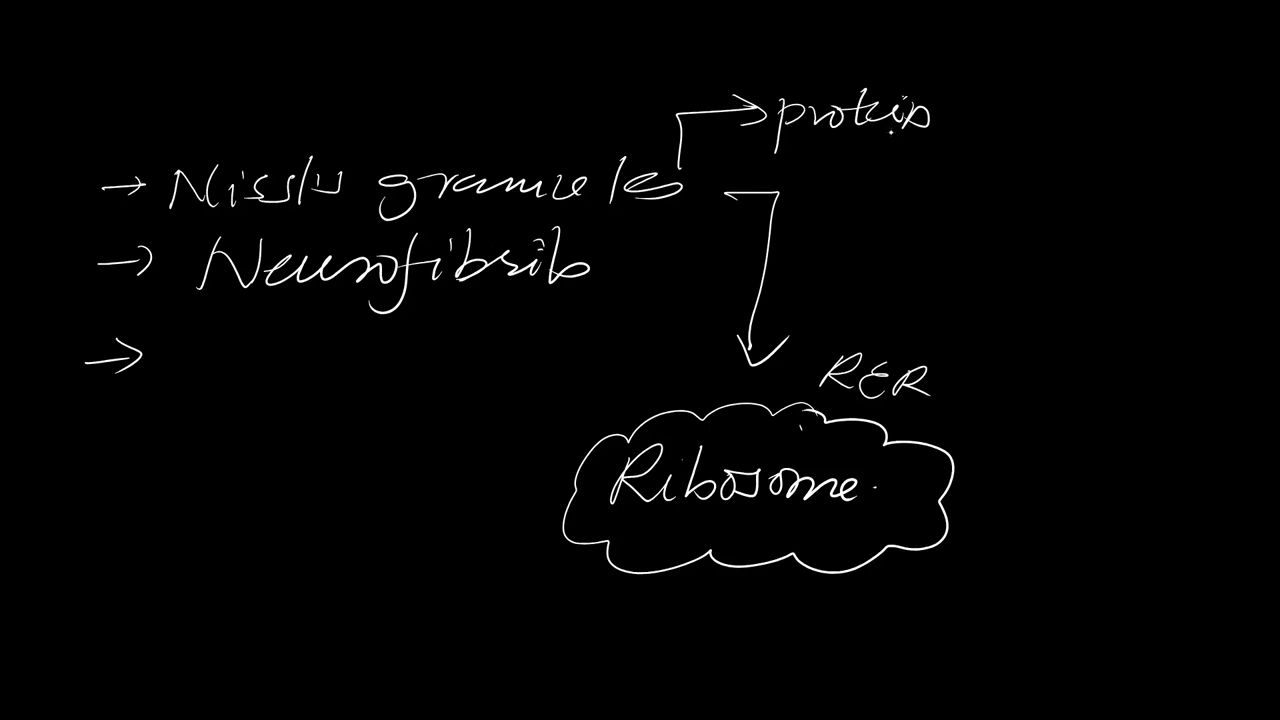 protein
→ Nissl's granules
→ Neurofibrils
→
RER
Ribosome.